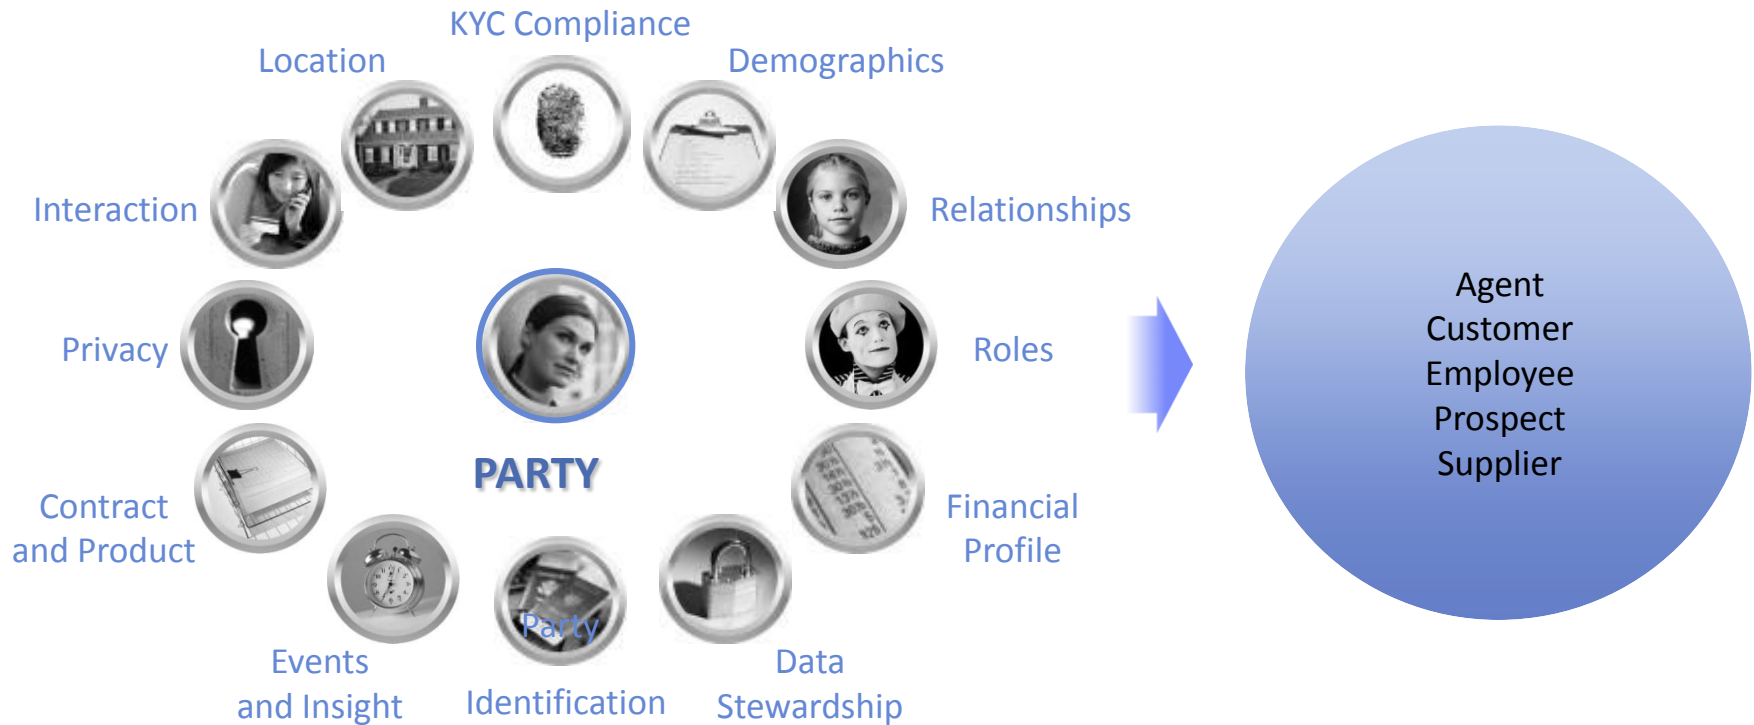 KYC Compliance
Location
Demographics
Interaction
Relationships
Privacy
Roles
PARTY
Contract
and Product
Financial
Profile
Events
and Insight
Party
Identification
Data
Stewardship
Agent
Customer
Employee
Prospect
Supplier